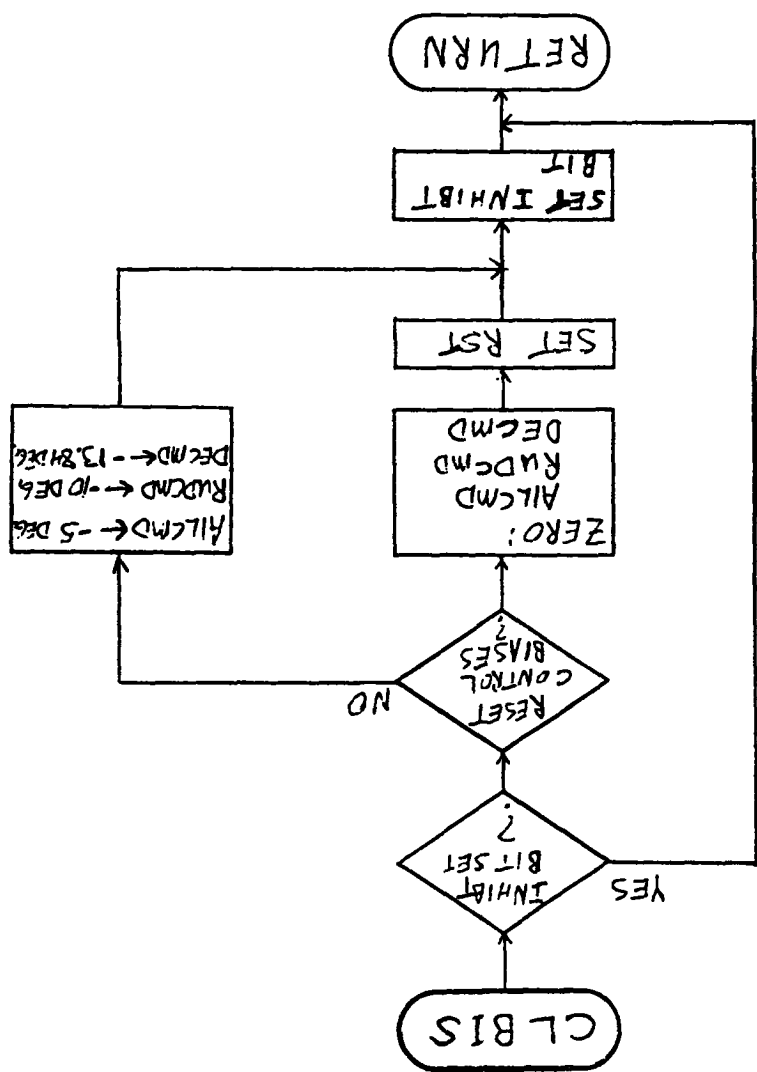 CLBIS
INHIBT
BIT SET
?
YES
RESET
CONTROL
BIASES
?
NO
ZERO:
AILCMD
RUDCMD
DECMD
AILCMD ← -5 DEG
RUDCMD ← -10 DEG
DECMD ← -13.84 DEG
SET RST
SET INHIBT
BIT
RETURN